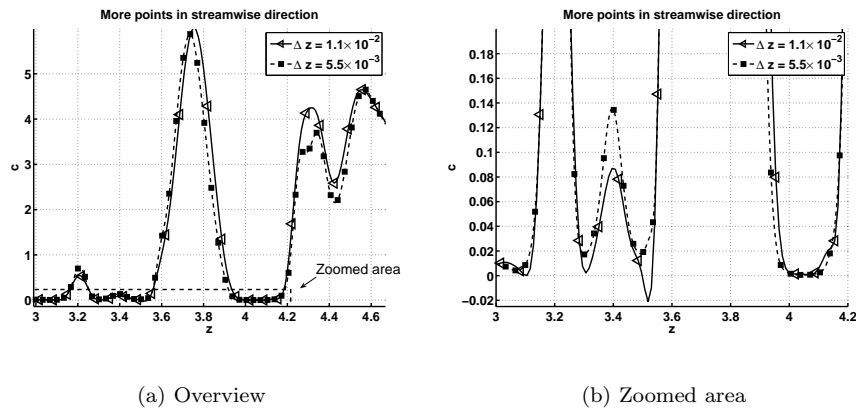 More points in streamwise direction
Δ z = 1.1× 10⁻²
Δ z = 5.5× 10⁻³
6
5
4
3
2
1
0
c
Zoomed area
3 3.2 3.4 3.6 3.8 4 4.2 4.4 4.6
z
(a) Overview
More points in streamwise direction
Δ z = 1.1× 10⁻²
Δ z = 5.5× 10⁻³
0.2
0.18
0.16
0.14
0.12
0.1
0.08
0.06
0.04
0.02
0
−0.02
c
3 3.2 3.4 3.6 3.8 4 4.2
z
(b) Zoomed area